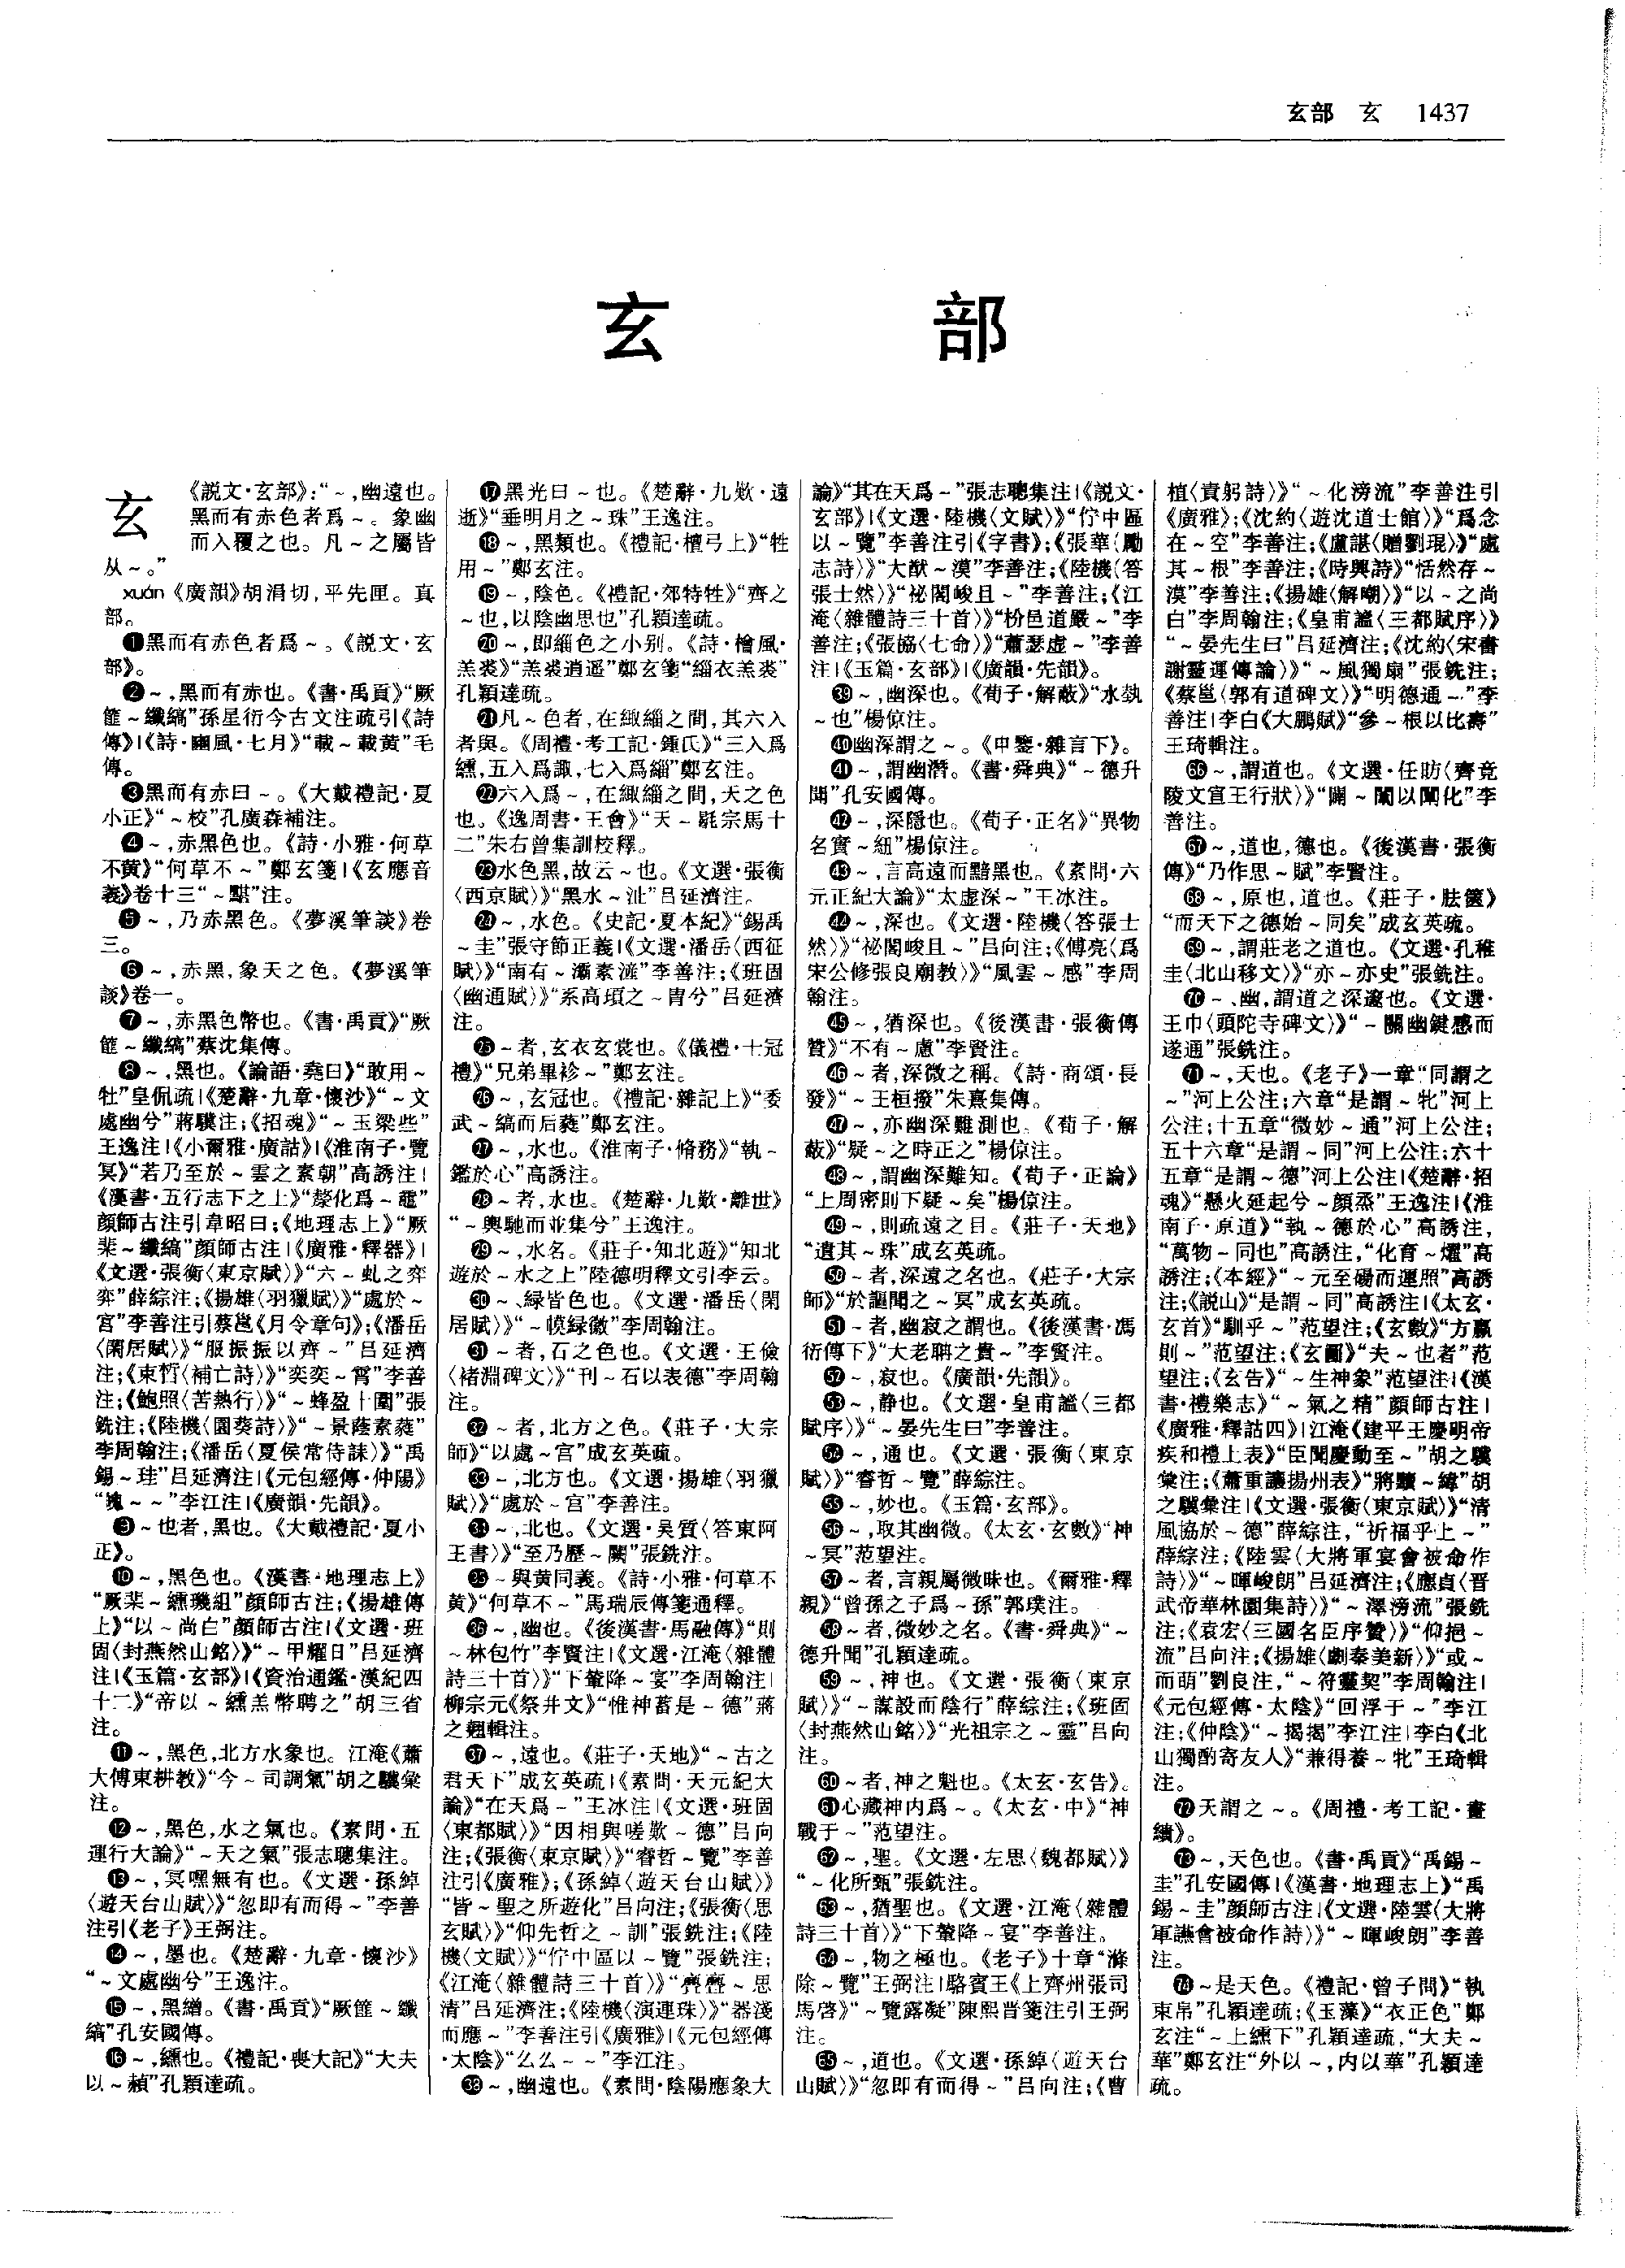 玄部　玄　1437
玄　部
玄
《説文·玄部》:“～,幽遠也。
黑而有赤色者爲～。象幽
而入覆之也。凡～之屬皆
从～。”
xuán《廣韻》胡涓切,平先匣。真
部。
❶黑而有赤色者爲～。《説文·玄
部》。
❷～,黑而有赤也。《書·禹貢》“厥
篚～纖縞”孫星衍今古文注疏引《詩
傳》|《詩·豳風·七月》“載～載黄”毛
傳。
❸黑而有赤曰～。《大戴禮記·夏
小正》“～校”孔廣森補注。
❹～,赤黑色也。《詩·小雅·何草
不黄》“何草不～”鄭玄箋|《玄應音
義》卷十三“～黓”注。
❺～,乃赤黑色。《夢溪筆談》卷
三。
❻～,赤黑,象天之色。《夢溪筆
談》卷一。
❼～,赤黑色幣也。《書·禹貢》“厥
篚～纖縞”蔡沈集傳。
❽～,黑也。《論語·堯曰》“敢用～
牡”皇侃疏|《楚辭·九章·懷沙》“～文
處幽兮”蔣驥注;《招魂》“～玉梁些”
王逸注|《小爾雅·廣詁》|《淮南子·覽
冥》“若乃至於～雲之素朝”高誘注|
《漢書·五行志下之上》“漦化爲～黿”
顔師古注引韋昭曰;《地理志上》“厥
棐～纖縞”顔師古注|《廣雅·釋器》|
《文選·張衡〈東京賦〉》“六～虬之弈
弈”薛綜注;《揚雄〈羽獵賦〉》“處於～
宫”李善注引蔡邕《月令章句》;《潘岳
〈閑居賦〉》“服振振以齊～”吕延濟
注;《束晳〈補亡詩〉》“奕奕～霄”李善
注;《鮑照〈苦熱行〉》“～蜂盈十圍”張
銑注;《陸機〈園葵詩〉》“～景蔭素蕤”
李周翰注;《潘岳〈夏侯常侍誄〉》“禹
錫～珪”吕延濟注|《元包經傳·仲陽》
“～～”李江注|《廣韻·先韻》。
❾～也者,黑也。《大戴禮記·夏小
正》。
❿～,黑色也。《漢書·地理志上》
“厥棐～纁璣組”顔師古注;《揚雄傳
上》“以～尚白”顔師古注|《文選·班
固〈封燕然山銘〉》“～甲耀日”吕延濟
注|《玉篇·玄部》|《資治通鑑·漢紀四
十二》“帝以～纁羔幣聘之”胡三省
注。
⓫～,黑色,北方水象也。江淹《蕭
大傅東耕教》“今～司調氣”胡之驥彙
注。
⓬～,黑色,水之氣也。《素問·五
運行大論》“～天之氣”張志聰集注。
⓭～,冥嘿無有也。《文選·孫綽
〈遊天台山賦〉》“忽即有而得～”李善
注引《老子》王弼注。
⓮～,墨也。《楚辭·九章·懷沙》
“～文處幽兮”王逸注。
⓯～,黑繒。《書·禹貢》“厥篚～纖
縞”孔安國傳。
⓰～,纁也。《禮記·喪大記》“大夫
以～赬”孔穎達疏。
⓱黑光曰～也。《楚辭·九歎·遠
逝》“垂明月之～珠”王逸注。
⓲～,黑類也。《禮記·檀弓上》“牲
用～”鄭玄注。
⓳～,陰色。《禮記·郊特牲》“齊之
～也,以陰幽思也”孔穎達疏。
⓴～,即緇色之小别。《詩·檜風·
羔裘》“羔裘逍遥”鄭玄箋“緇衣羔裘”
孔穎達疏。
㉑凡～色者,在緅緇之間,其六入
者與。《周禮·考工記·鍾氏》“三入爲
纁,五入爲緅,七入爲緇”鄭玄注。
㉒六入爲～,在緅緇之間,天之色
也。《逸周書·王會》“天～毼宗馬十
二”朱右曾集訓校釋。
㉓水色黑,故云～也。《文選·張衡
〈西京賦〉》“黑水～沚”吕延濟注。
㉔～,水色。《史記·夏本紀》“錫禹
～圭”張守節正義|《文選·潘岳〈西征
賦〉》“南有～灞素滻”李善注;《班固
〈幽通賦〉》“系高頊之～胄兮”吕延濟
注。
㉕～者,玄衣玄裳也。《儀禮·士冠
禮》“兄弟畢袗～”鄭玄注。
㉖～,玄冠也。《禮記·雜記上》“委
武～縞而后蕤”鄭玄注。
㉗～,水也。《淮南子·脩務》“執～
鑑於心”高誘注。
㉘～者,水也。《楚辭·九歎·離世》
“～輿馳而並集兮”王逸注。
㉙～,水名。《莊子·知北遊》“知北
遊於～水之上”陸德明釋文引李云。
㉚～、緑皆色也。《文選·潘岳〈閑
居賦〉》“～幙緑徽”李周翰注。
㉛～者,石之色也。《文選·王儉
〈褚淵碑文〉》“刊～石以表德”李周翰
注。
㉜～者,北方之色。《莊子·大宗
師》“以處～宫”成玄英疏。
㉝～,北方也。《文選·揚雄〈羽獵
賦〉》“處於～宫”李善注。
㉞～,北也。《文選·吴質〈答東阿
王書〉》“至乃歷～闕”張銑注。
㉟～與黄同義。《詩·小雅·何草不
黄》“何草不～”馬瑞辰傳箋通釋。
㊱～,幽也。《後漢書·馬融傳》“則
～林包竹”李賢注|《文選·江淹〈雜體
詩三十首〉》“下輦降～宴”李周翰注|
柳宗元《祭井文》“惟神蓄是～德”蔣
之翹輯注。
㊲～,遠也。《莊子·天地》“～古之
君天下”成玄英疏|《素問·天元紀大
論》“在天爲～”王冰注|《文選·班固
〈東都賦〉》“因相與嗟歎～德”吕向
注;《張衡〈東京賦〉》“睿哲～覽”李善
注引《廣雅》;《孫綽〈遊天台山賦〉》
“皆～聖之所遊化”吕向注;《張衡〈思
玄賦〉》“仰先哲之～訓”張銑注;《陸
機〈文賦〉》“佇中區以～覽”張銑注;
《江淹〈雜體詩三十首〉》“亹亹～思
清”吕延濟注;《陸機〈演連珠〉》“器淺
而應～”李善注引《廣雅》|《元包經傳
·太陰》“幺幺～～”李江注。
㊳～,幽遠也。《素問·陰陽應象大
論》“其在天爲～”張志聰集注|《説文·
玄部》|《文選·陸機〈文賦〉》“佇中區
以～覽”李善注引《字書》;《張華〈勵
志詩〉》“大猷～漠”李善注;《陸機〈答
張士然〉》“祕閣峻且～”李善注;《江
淹〈雜體詩三十首〉》“枌邑道嚴～”李
善注;《張協〈七命〉》“蕭瑟虚～”李善
注|《玉篇·玄部》|《廣韻·先韻》。
㊴～,幽深也。《荀子·解蔽》“水埶
～也”楊倞注。
㊵幽深謂之～。《申鑒·雜言下》。
㊶～,謂幽潛。《書·舜典》“～德升
聞”孔安國傳。
㊷～,深隱也。《荀子·正名》“異物
名實～紐”楊倞注。
㊸～,言高遠而黯黑也。《素問·六
元正紀大論》“太虚深～”王冰注。
㊹～,深也。《文選·陸機〈答張士
然〉》“祕閣峻且～”吕向注;《傅亮〈爲
宋公修張良廟教〉》“風雲～感”李周
翰注。
㊺～,猶深也。《後漢書·張衡傳
贊》“不有～慮”李賢注。
㊻～者,深微之稱。《詩·商頌·長
發》“～王桓撥”朱熹集傳。
㊼～,亦幽深難測也。《荀子·解
蔽》“疑～之時正之”楊倞注。
㊽～,謂幽深難知。《荀子·正論》
“上周密則下疑～矣”楊倞注。
㊾～,則疏遠之目。《莊子·天地》
“遺其～珠”成玄英疏。
㊿～者,深遠之名也。《莊子·大宗
師》“於謳聞之～冥”成玄英疏。
51～者,幽寂之謂也。《後漢書·馮
衍傳下》“大老聃之貴～”李賢注。
52～,寂也。《廣韻·先韻》。
53～,静也。《文選·皇甫謐〈三都
賦序〉》“～晏先生曰”李善注。
54～,通也。《文選·張衡〈東京
賦〉》“睿哲～覽”薛綜注。
55～,妙也。《玉篇·玄部》。
56～,取其幽微。《太玄·玄數》“神
～冥”范望注。
57～者,言親屬微昧也。《爾雅·釋
親》“曾孫之子爲～孫”郭璞注。
58～者,微妙之名。《書·舜典》“～
德升聞”孔穎達疏。
59～,神也。《文選·張衡〈東京
賦〉》“～謀設而陰行”薛綜注;《班固
〈封燕然山銘〉》“光祖宗之～靈”吕向
注。
60～者,神之魁也。《太玄·玄告》。
61心藏神内爲～。《太玄·中》“神
戰于～”范望注。
62～,聖。《文選·左思〈魏都賦〉》
“～化所甄”張銑注。
63～,猶聖也。《文選·江淹〈雜體
詩三十首〉》“下輦降～宴”李善注。
64～,物之極也。《老子》十章“滌
除～覽”王弼注|駱賓王《上齊州張司
馬啓》“～覽露凝”陳熙晋箋注引王弼
注。
65～,道也。《文選·孫綽〈遊天台
山賦〉》“忽即有而得～”吕向注;《曹
植〈責躬詩〉》“～化滂流”李善注引
《廣雅》;《沈約〈遊沈道士館〉》“爲念
在～空”李善注;《盧諶〈贈劉琨〉》“處
其～根”李善注;《時興詩》“恬然存～
漠”李善注;《揚雄〈解嘲〉》“以～之尚
白”李周翰注;《皇甫謐〈三都賦序〉》
“～晏先生曰”吕延濟注;《沈約〈宋書
謝靈運傳論〉》“～風獨扇”張銑注;
《蔡邕〈郭有道碑文〉》“明德通～”李
善注|李白《大鵬賦》“參～根以比壽”
王琦輯注。
66～,謂道也。《文選·任昉〈齊竟
陵文宣王行狀〉》“闡～闈以闡化”李
善注。
67～,道也,德也。《後漢書·張衡
傳》“乃作思～賦”李賢注。
68～,原也,道也。《莊子·胠篋》
“而天下之德始～同矣”成玄英疏。
69～,謂莊老之道也。《文選·孔稚
圭〈北山移文〉》“亦～亦史”張銑注。
70～、幽,謂道之深邃也。《文選·
王巾〈頭陀寺碑文〉》“～關幽鍵感而
遂通”張銑注。
71～,天也。《老子》一章“同謂之
～”河上公注;六章“是謂～牝”河上
公注;十五章“微妙～通”河上公注;
五十六章“是謂～同”河上公注;六十
五章“是謂～德”河上公注|《楚辭·招
魂》“懸火延起兮～顔烝”王逸注|《淮
南子·原道》“執～德於心”高誘注,
“萬物～同也”高誘注,“化育～燿”高
誘注;《本經》“～元至碭而運照”高誘
注;《説山》“是謂～同”高誘注|《太玄·
玄首》“馴乎～”范望注;《玄數》“方嬴
則～”范望注;《玄圖》“夫～也者”范
望注;《玄告》“～生神象”范望注|《漢
書·禮樂志》“～氣之精”顔師古注|
《廣雅·釋詁四》|江淹《建平王慶明帝
疾和禮上表》“臣聞慶動至～”胡之驥
彙注;《蕭重讓揚州表》“將驥～緯”胡
之驥彙注|《文選·張衡〈東京賦〉》“清
風協於～德”薛綜注,“祈福乎上～”
薛綜注;《陸雲〈大將軍宴會被命作
詩〉》“～暉峻朗”吕延濟注;《應貞〈晋
武帝華林園集詩〉》“～澤滂流”張銑
注;《袁宏〈三國名臣序贊〉》“仰挹～
流”吕向注;《揚雄〈劇秦美新〉》“或～
而萌”劉良注,“～符靈契”李周翰注|
《元包經傳·太陰》“回浮于～”李江
注;《仲陰》“～揭揭”李江注|李白《北
山獨酌寄友人》“兼得養～牝”王琦輯
注。
72天謂之～。《周禮·考工記·畫
繢》。
73～,天色也。《書·禹貢》“禹錫～
圭”孔安國傳|《漢書·地理志上》“禹
錫～圭”顔師古注|《文選·陸雲〈大將
軍讌會被命作詩〉》“～暉峻朗”李善
注。
74～是天色。《禮記·曾子問》“執
束帛”孔穎達疏;《玉藻》“衣正色”鄭
玄注“～上纁下”孔穎達疏,“大夫～
華”鄭玄注“外以～,内以華”孔穎達
疏。